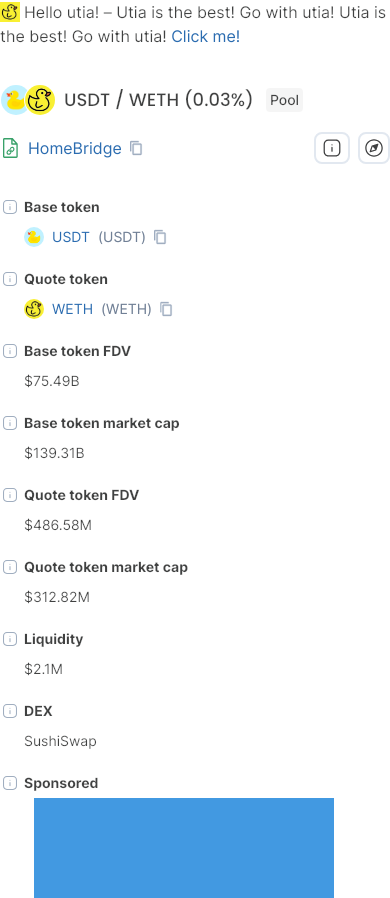 Hello utia! – Utia is the best! Go with utia! Utia is
the best! Go with utia! Click me!
USDT / WETH (0.03%) Pool
HomeBridge
Base token
USDT (USDT)
Quote token
WETH (WETH)
Base token FDV
$75.49B
Base token market cap
$139.31B
Quote token FDV
$486.58M
Quote token market cap
$312.82M
Liquidity
$2.1M
DEX
SushiSwap
Sponsored